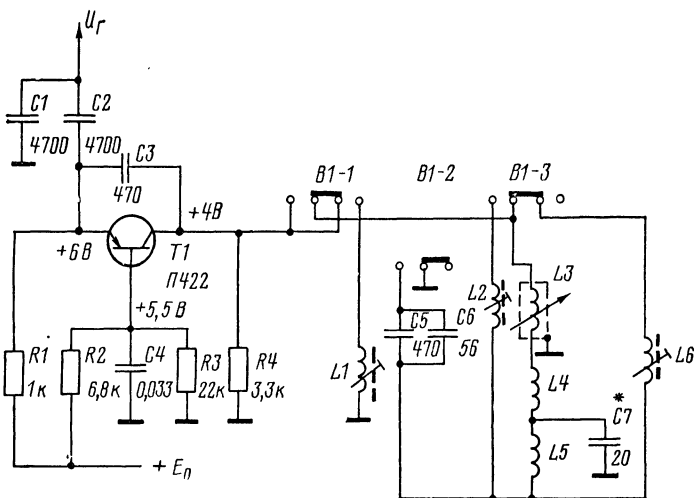 Uг
C1
4700
C2
4700
C3
470
+6 В
+4В
T1
П422
+5,5 В
R1
1к
R2
6,8к
C4
0,033
R3
22к
R4
3,3к
+ Eп
В1-1
В1-2
В1-3
L1
C5
470
C6
56
L2
L3
L4
L5
L6
*
C7
20